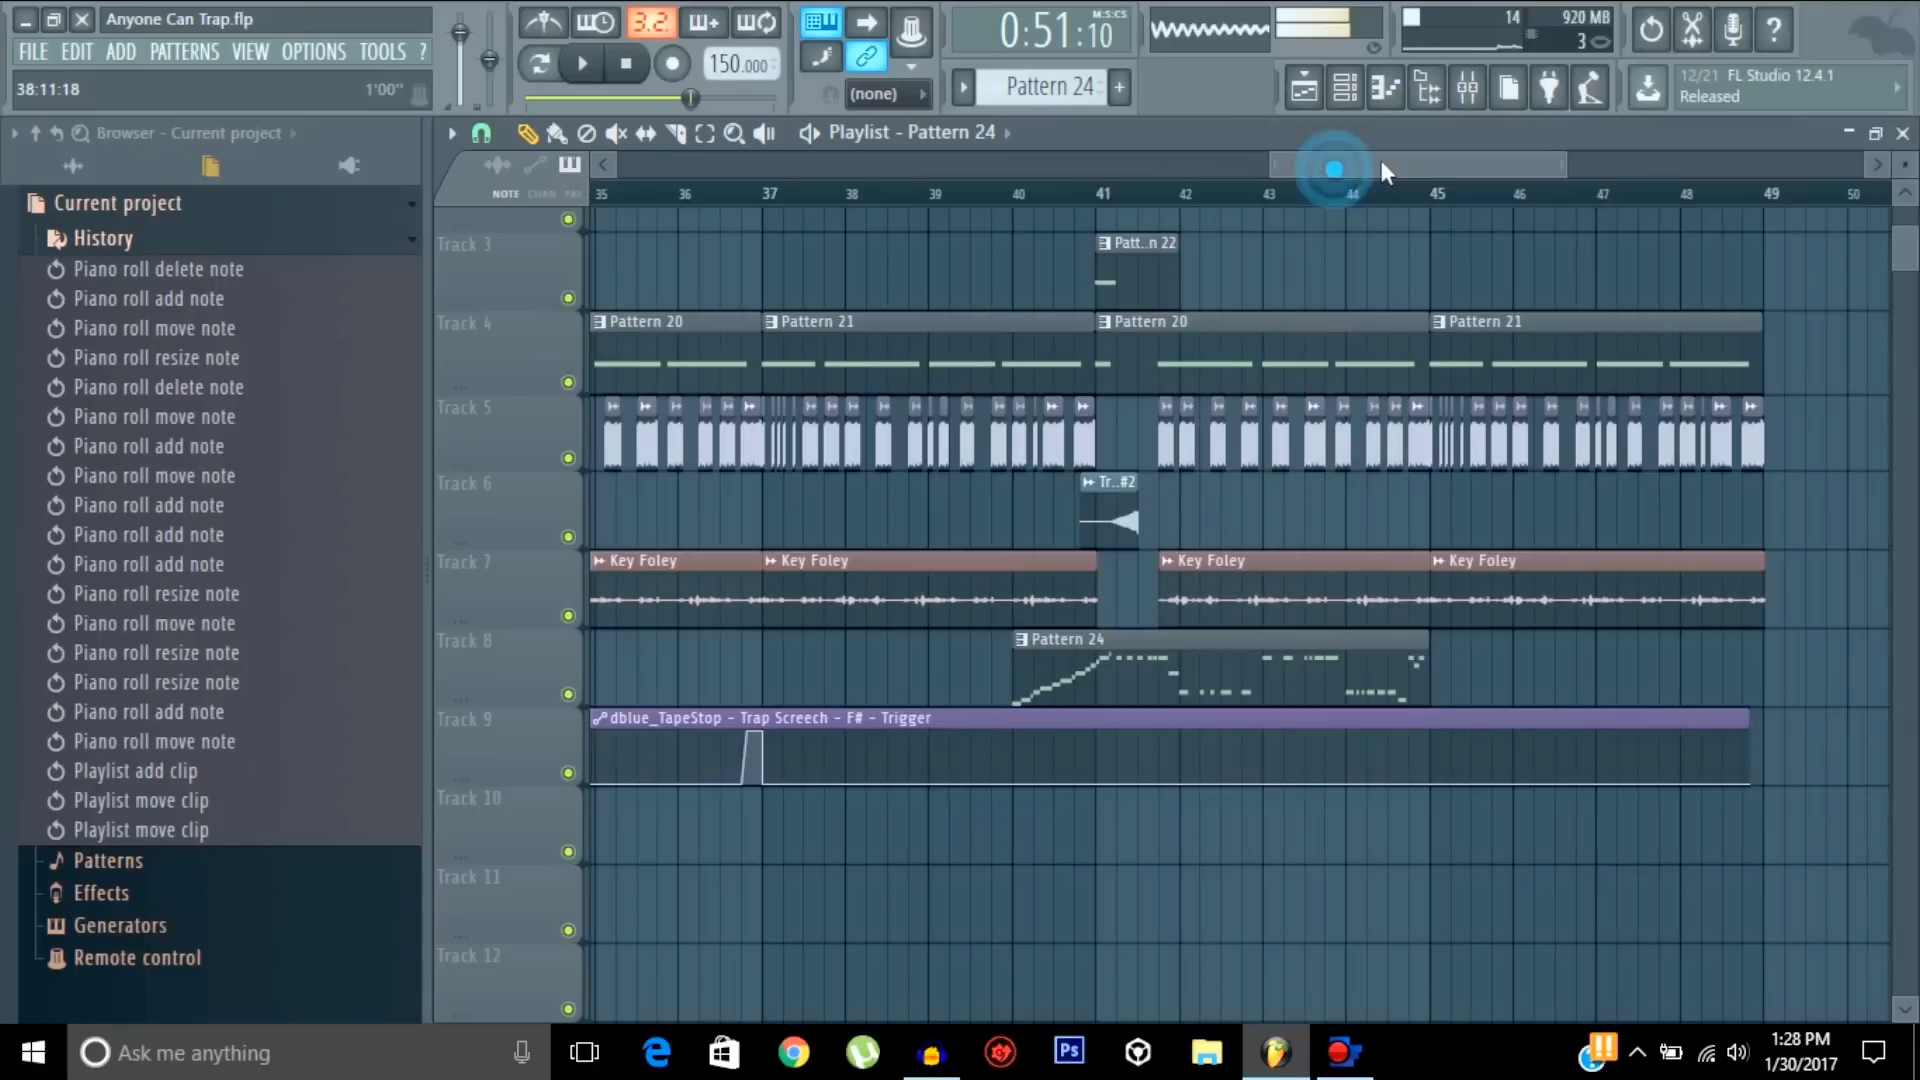 Anyone Can Trap.flp
FILE EDIT ADD PATTERNS VIEW OPTIONS TOOLS ?
38:11:18 1'00"
3.2.
150.000
(none)
0:51:10 M:S:CS
Pattern 24
14 920 MB
3
12/21 FL Studio 12.4.1
Released
Browser - Current project
Playlist - Pattern 24
NOTE CHAN PAT
35 36 37 38 39 40 41 42 43 44 45 46 47 48 49 50
Current project
History
Piano roll delete note
Piano roll add note
Piano roll move note
Piano roll resize note
Piano roll delete note
Piano roll move note
Piano roll add note
Piano roll move note
Piano roll add note
Piano roll add note
Piano roll add note
Piano roll resize note
Piano roll move note
Piano roll resize note
Piano roll resize note
Piano roll add note
Piano roll move note
Playlist add clip
Playlist move clip
Playlist move clip
Patterns
Effects
Generators
Remote control
Track 3
Patt..n 22
Track 4
Pattern 20 Pattern 21 Pattern 20 Pattern 21
Track 5
Track 6
Tr..#2
Track 7
Key Foley Key Foley Key Foley Key Foley
Track 8
Pattern 24
Track 9
dblue_TapeStop - Trap Screech - F# - Trigger
Track 10
Track 11
Track 12
Ask me anything
Ps
1:28 PM
1/30/2017